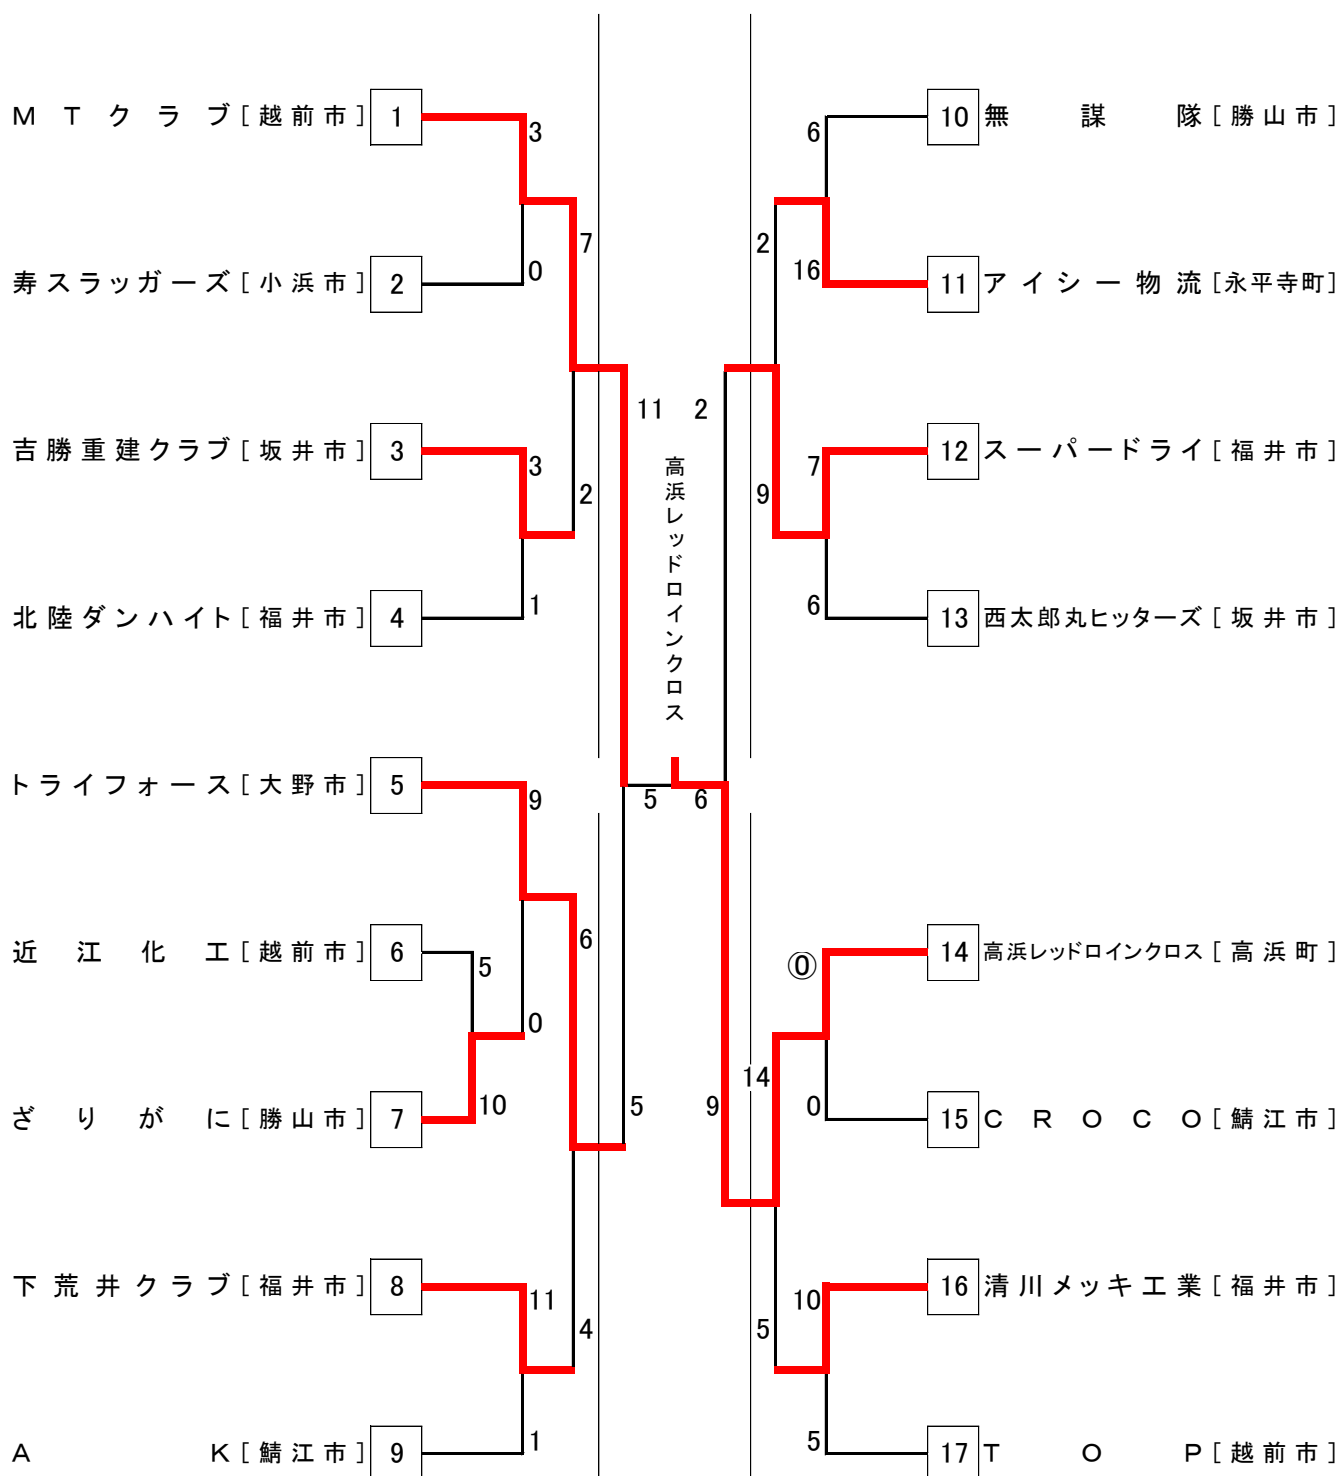 MTクラブ[越前市] 1
3
0
寿スラッガーズ[小浜市] 2
7
吉勝重建クラブ[坂井市] 3
3
2
1
北陸ダンハイト[福井市] 4
トライフォース[大野市] 5
9
近江化工[越前市] 6
5
0
10
ざりがに[勝山市] 7
6
下荒井クラブ[福井市] 8
11
4
1
AK[鯖江市] 9
11
5
5
高浜レッドロインクロス
2
6
9
10 無謀隊[勝山市]
6
16
11 アイシー物流[永平寺町]
2
12 スーパードライ[福井市]
7
9
6
13 西太郎丸ヒッターズ[坂井市]
14 高浜レッドロインクロス[高浜町]
⓪
14
0
15 CROCO[鯖江市]
16 清川メッキ工業[福井市]
10
5
5
17 TOP[越前市]